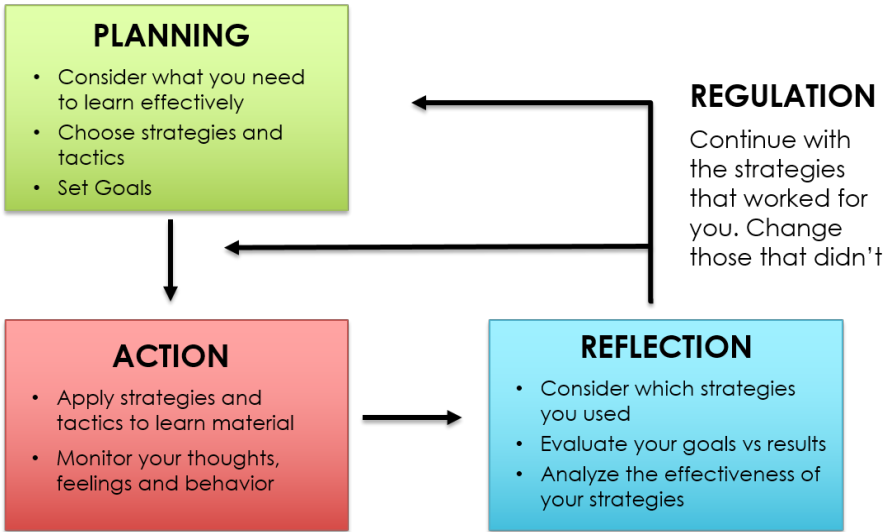 PLANNING
• Consider what you need
to learn effectively
• Choose strategies and
tactics
• Set Goals
REGULATION
Continue with
the strategies
that worked for
you. Change
those that didn't
ACTION
• Apply strategies and
tactics to learn material
• Monitor your thoughts,
feelings and behavior
REFLECTION
• Consider which strategies
you used
• Evaluate your goals vs results
• Analyze the effectiveness of
your strategies